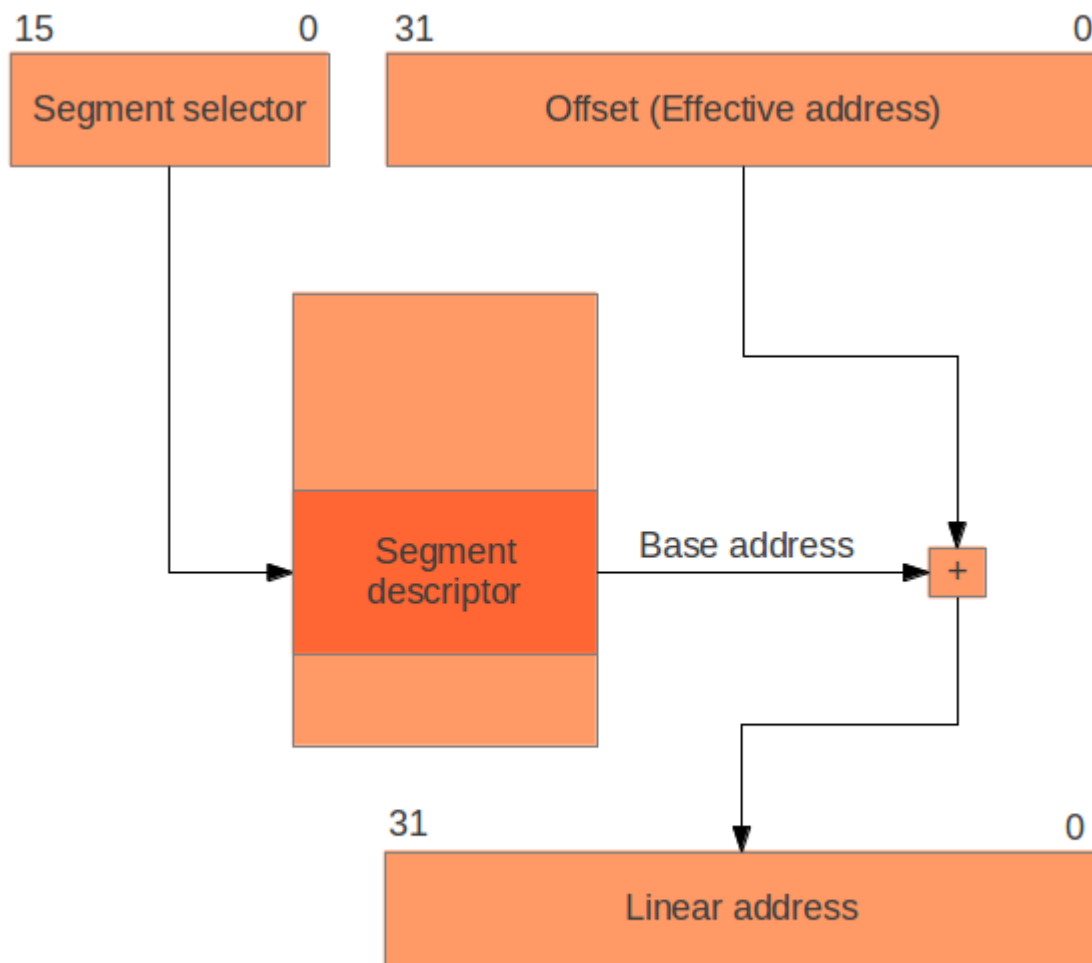 15 0 31 0
Segment selector
Offset (Effective address)
Segment
descriptor
Base address
+
31 0
Linear address